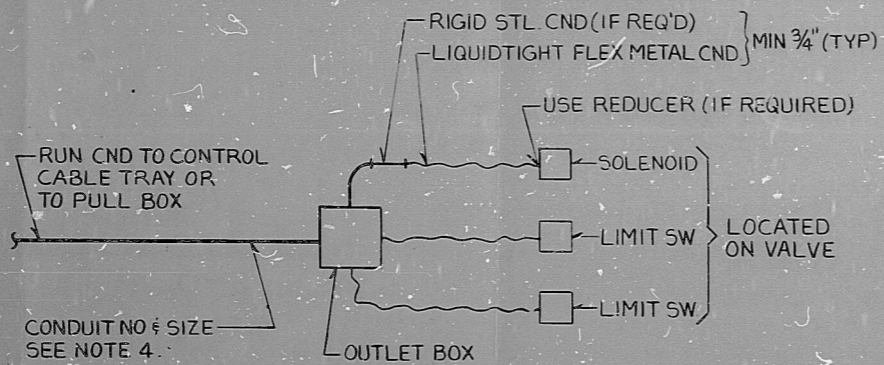 RIGID STL. CND (IF REQ'D)
LIQUIDTIGHT FLEX METAL CND
MIN 3/4" (TYP)
USE REDUCER (IF REQUIRED)
RUN CND TO CONTROL
CABLE TRAY OR
TO PULL BOX
SOLENOID
LIMIT SW
LOCATED
ON VALVE
LIMIT SW
CONDUIT NO & SIZE
SEE NOTE 4.
OUTLET BOX